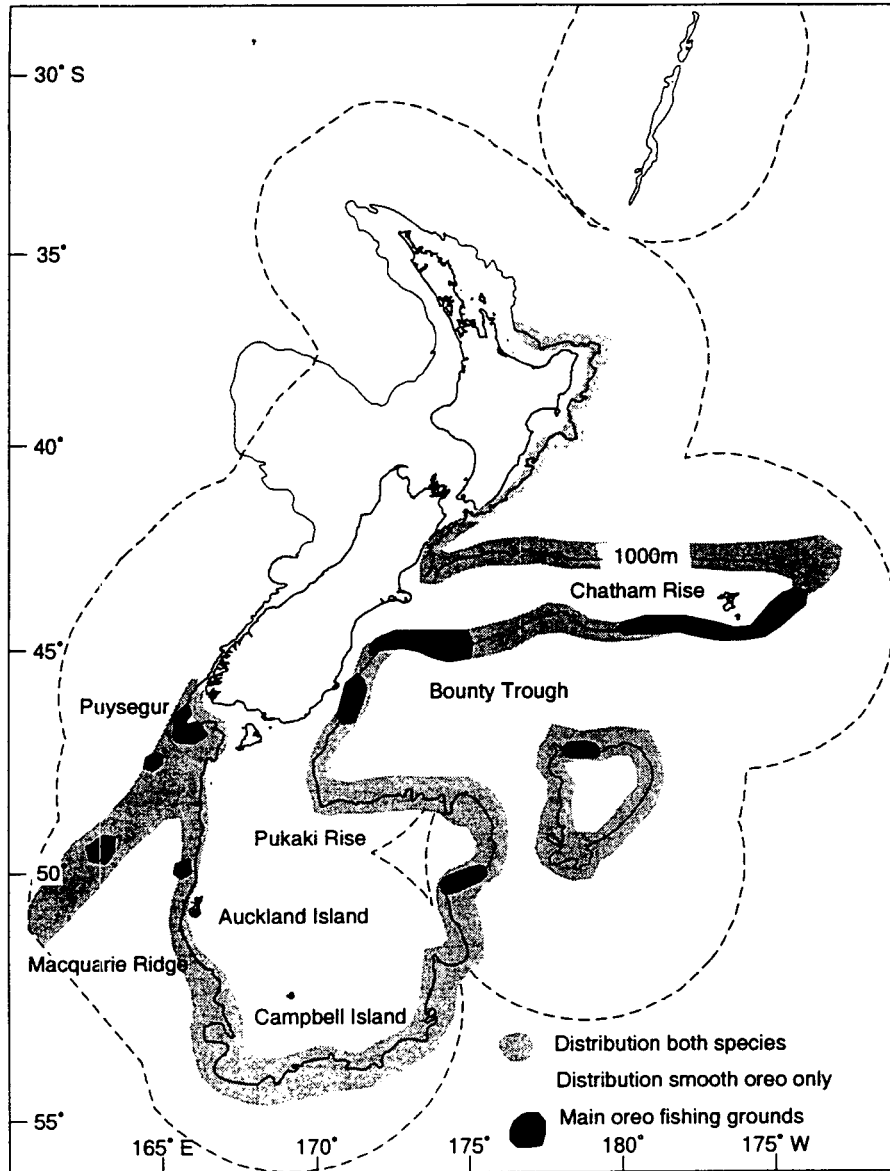 30° S
35°
40°
1000m
Chatham Rise
45°
Bounty Trough
Puysegur
Pukaki Rise
50°
Auckland Island
Macquarie Ridge
Campbell Island
Distribution both species
Distribution smooth oreo only
Main oreo fishing grounds
55°
165° E
170°
175°
180°
175° W